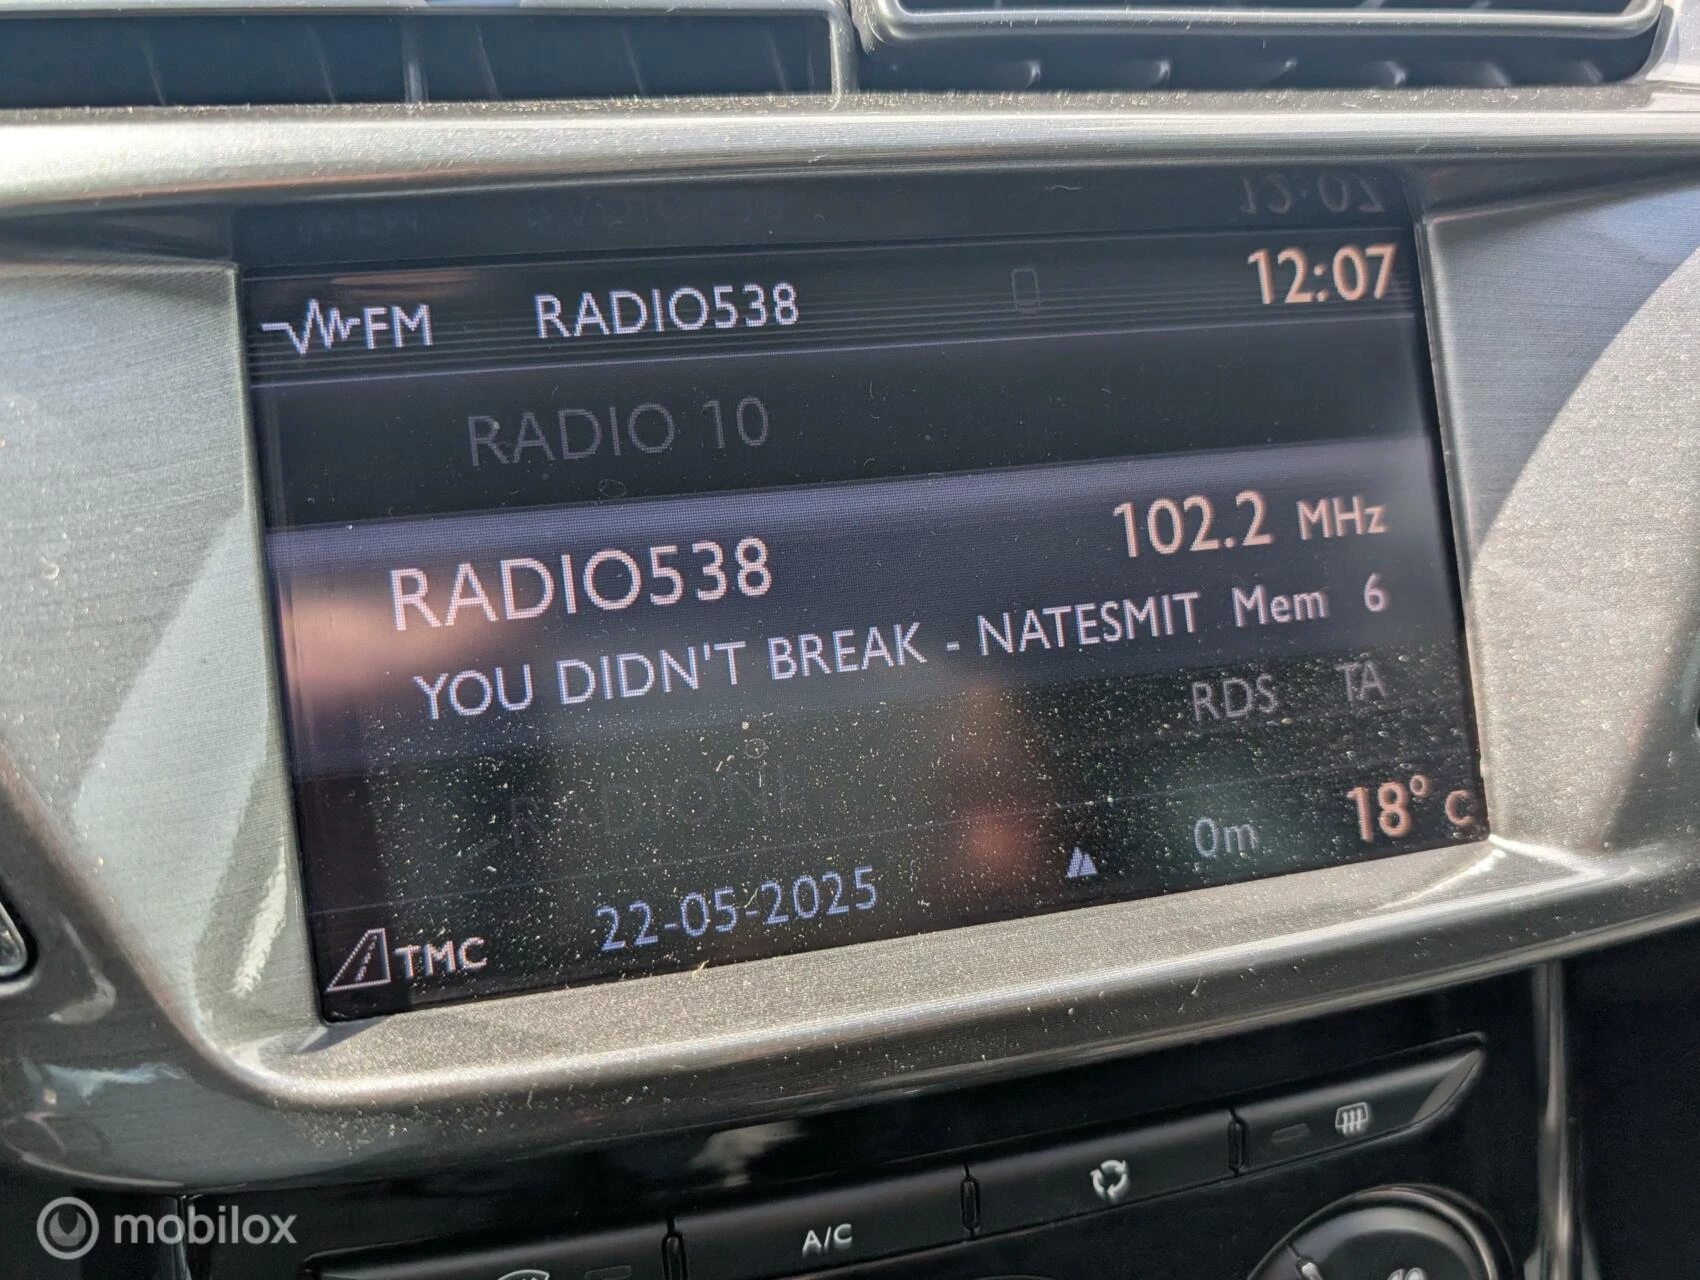 FM RADIO538 12:07
RADIO 10
RADIO538 102.2 MHz
YOU DIDN'T BREAK - NATESMIT Mem 6
RDS TA
0m 18° C
TMC 22-05-2025
A/C
mobilox